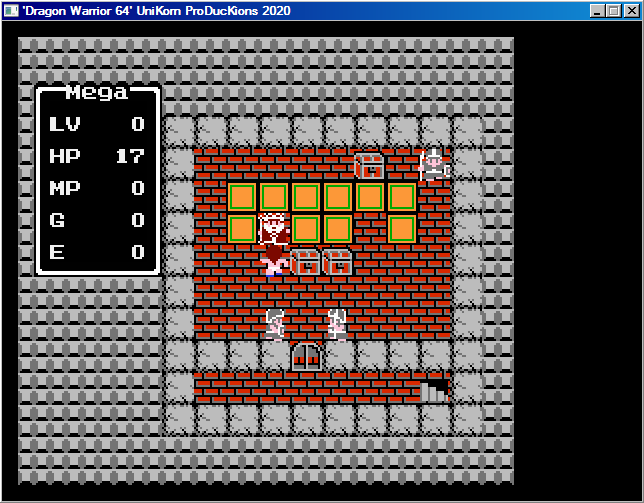 'Dragon Warrior 64' UniKorn ProDucKions 2020
Mega
LV 0
HP 17
MP 0
G 0
E 0